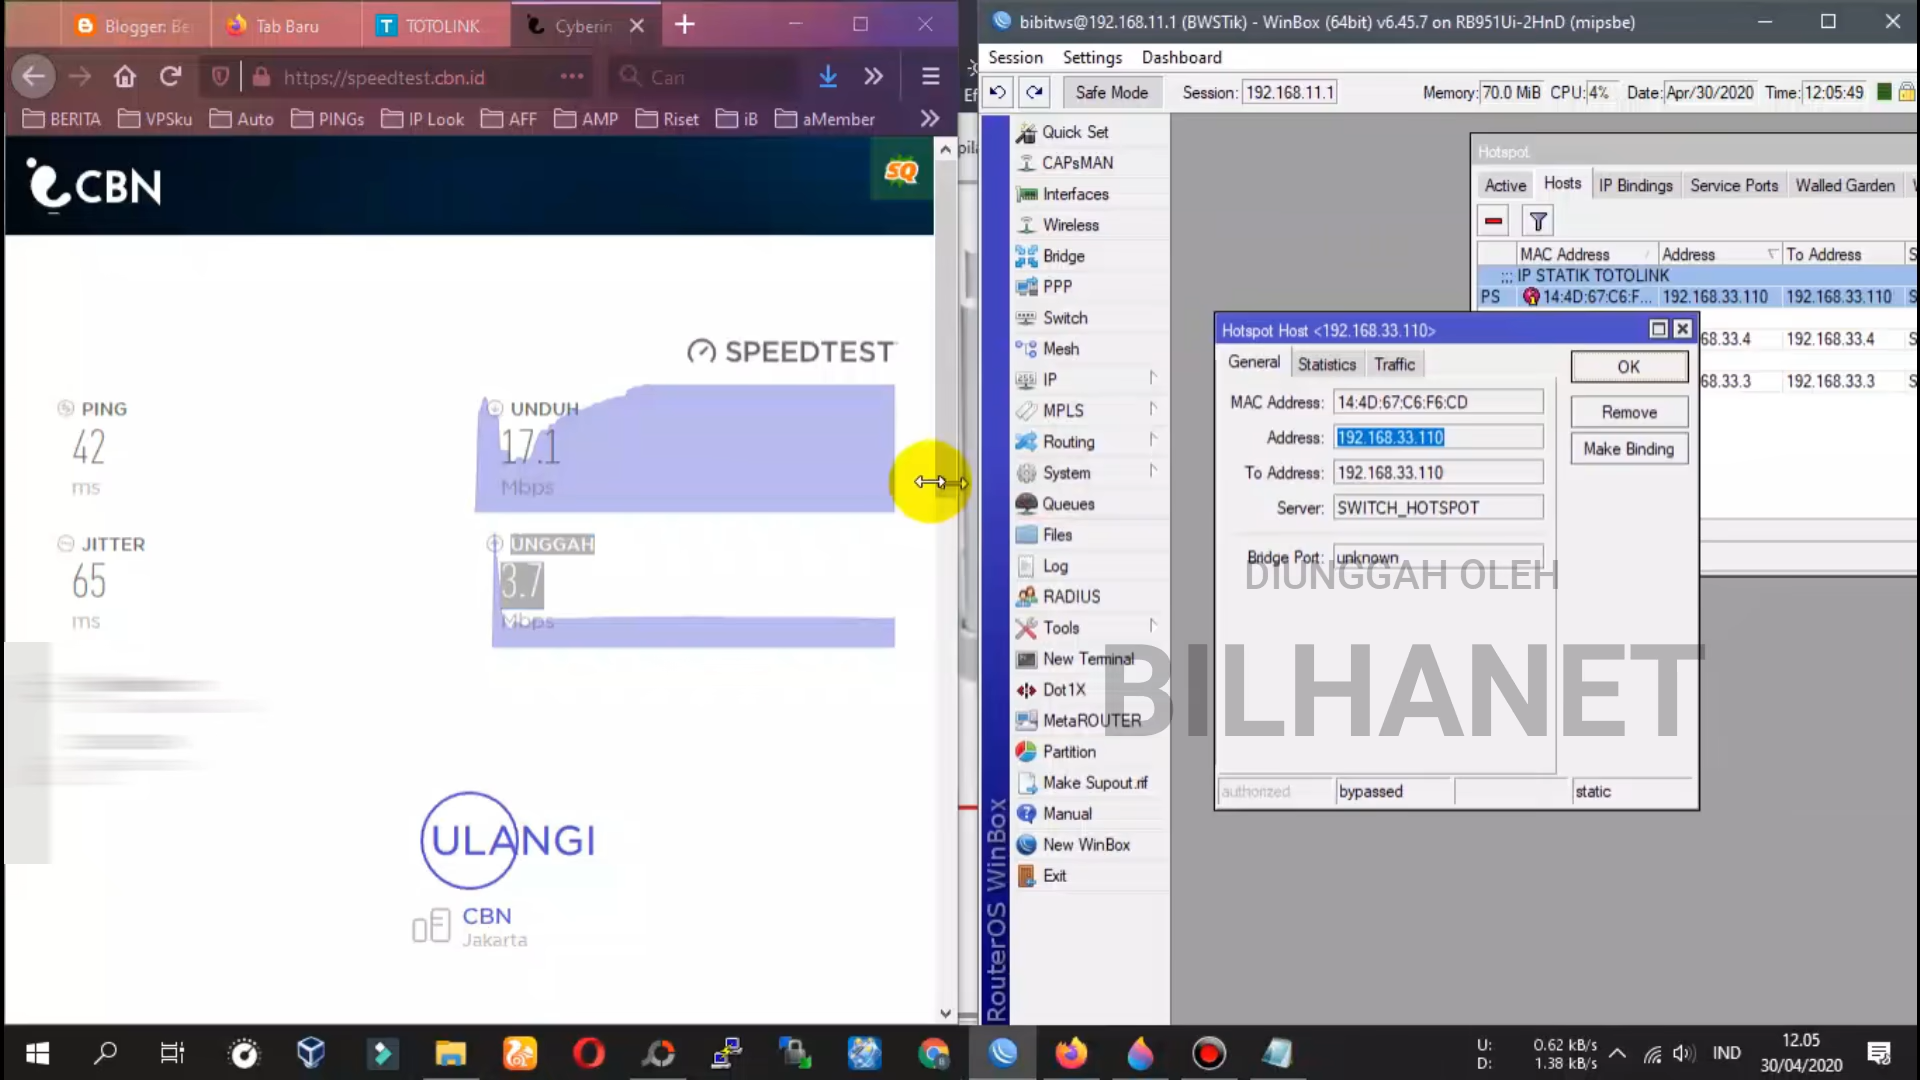 Blogger: Be
Tab Baru
TOTOLINK
Cyberin
https://speedtest.cbn.id
Cari
BERITA
VPSku
Auto
PINGs
IP Look
AFF
AMP
Riset
iB
aMember
CBN
SQ
SPEEDTEST
PING
42
ms
UNDUH
17.1
Mbps
JITTER
65
ms
UNGGAH
3.7
Mbps
ULANGI
CBN
Jakarta
bibitws@192.168.11.1 (BWSTik) - WinBox (64bit) v6.45.7 on RB951Ui-2HnD (mipsbe)
Session Settings Dashboard
Safe Mode Session: 192.168.11.1 Memory: 70.0 MiB CPU: 4% Date: Apr/30/2020 Time: 12:05:49
Quick Set
CAPsMAN
Interfaces
Wireless
Bridge
PPP
Switch
Mesh
IP
MPLS
Routing
System
Queues
Files
Log
RADIUS
Tools
New Terminal
Dot1X
MetaROUTER
Partition
Make Supout.rif
Manual
New WinBox
Exit
RouterOS WinBox
Hotspot
Active Hosts IP Bindings Service Ports Walled Garden
MAC Address Address To Address S
;;; IP STATIK TOTOLINK
PS 14:4D:67:C6:F... 192.168.33.110 192.168.33.110 S
68.33.4 192.168.33.4 S
68.33.3 192.168.33.3 S
Hotspot Host <192.168.33.110>
General Statistics Traffic
OK
Remove
Make Binding
MAC Address: 14:4D:67:C6:F6:CD
Address: 192.168.33.110
To Address: 192.168.33.110
Server: SWITCH_HOTSPOT
Bridge Port: unknown
authorized bypassed static
DIUNGGAH OLEH
BILHANET
U: 0.62 kB/s
D: 1.38 kB/s
IND
12.05
30/04/2020